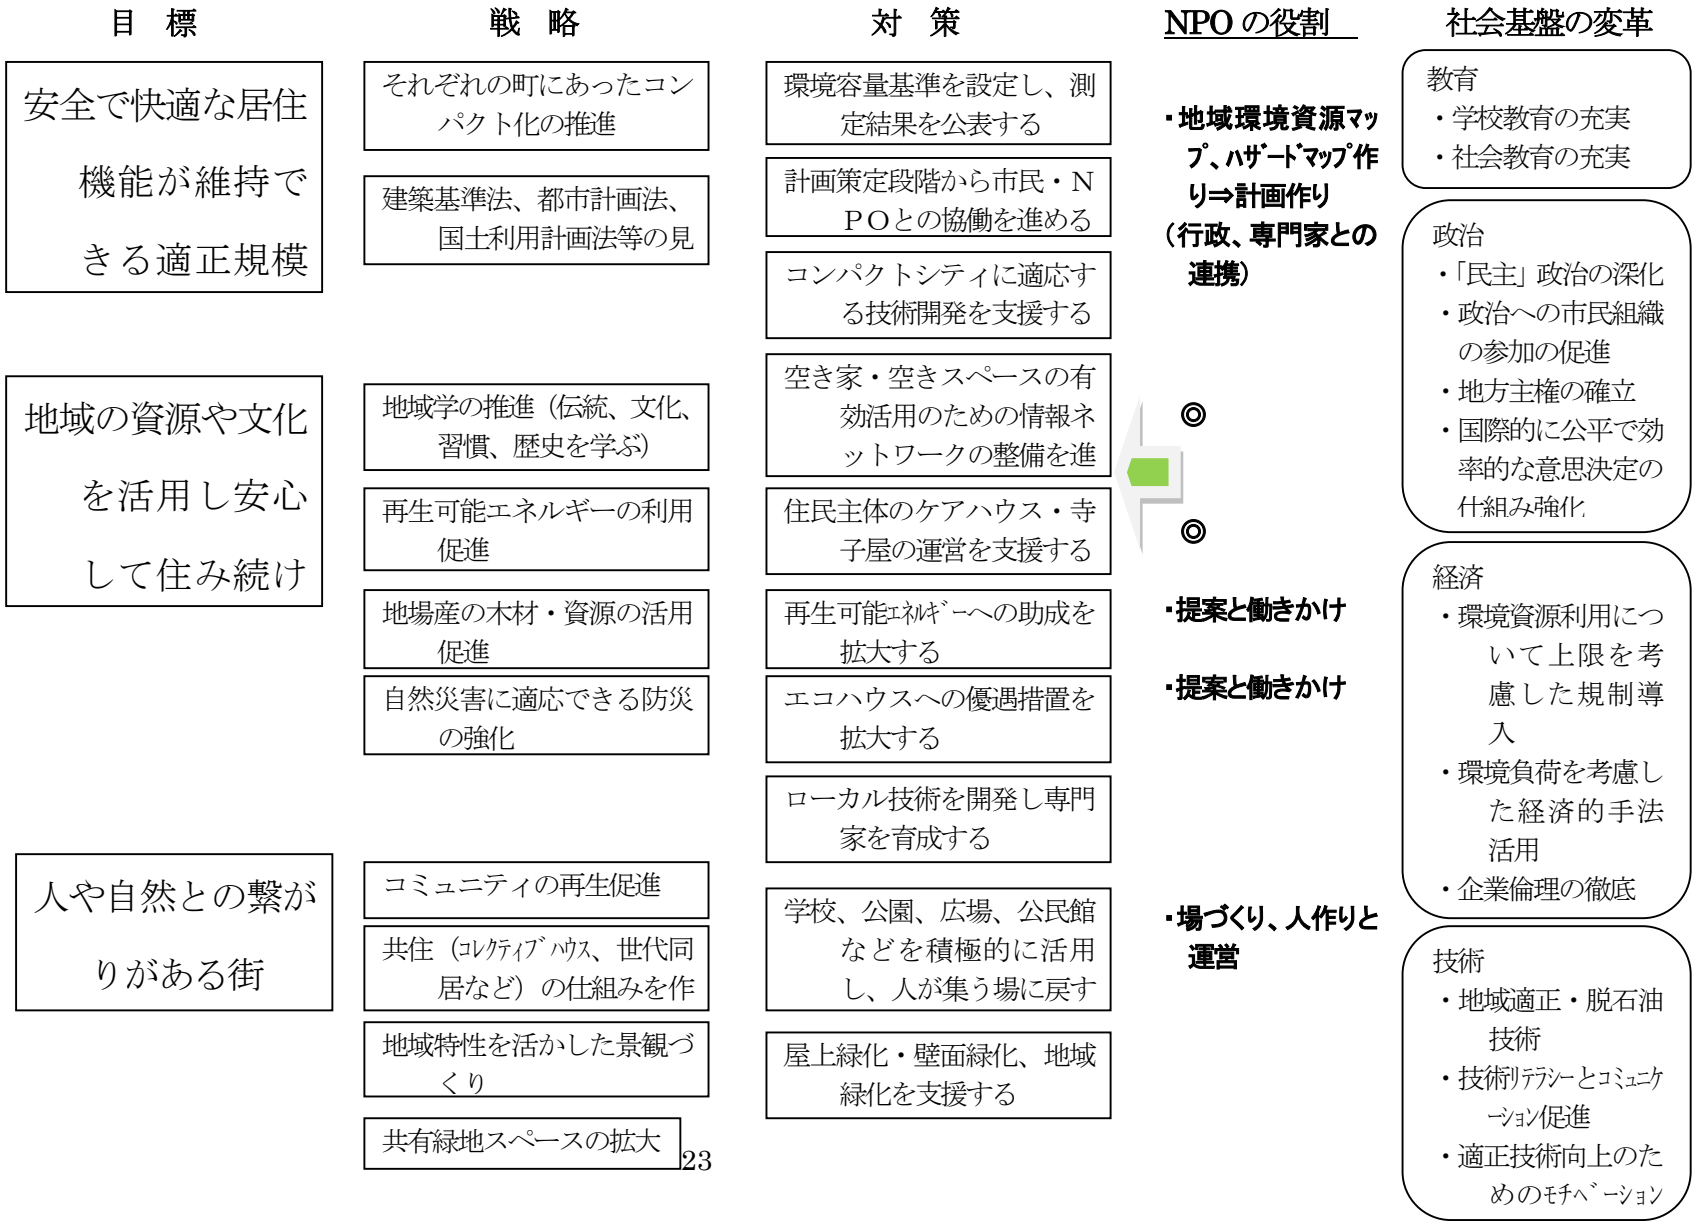 目　標
戦　略
対　策
NPO の役割
社会基盤の変革
安全で快適な居住
機能が維持で
きる適正規模
地域の資源や文化
を活用し安心
して住み続け
人や自然との繋が
りがある街
それぞれの町にあったコン
パクト化の推進
建築基準法、都市計画法、
国土利用計画法等の見
地域学の推進（伝統、文化、
習慣、歴史を学ぶ）
再生可能エネルギーの利用
促進
地場産の木材・資源の活用
促進
自然災害に適応できる防災
の強化
コミュニティの再生促進
共住（ｺﾚｸﾃｨﾌﾞﾊｳｽ、世代同
居など）の仕組みを作
地域特性を活かした景観づ
くり
共有緑地スペースの拡大
23
環境容量基準を設定し、測
定結果を公表する
計画策定段階から市民・Ｎ
ＰＯとの協働を進める
コンパクトシティに適応す
る技術開発を支援する
空き家・空きスペースの有
効活用のための情報ネ
ットワークの整備を進
住民主体のケアハウス・寺
子屋の運営を支援する
再生可能ｴﾈﾙｷﾞｰへの助成を
拡大する
エコハウスへの優遇措置を
拡大する
ローカル技術を開発し専門
家を育成する
学校、公園、広場、公民館
などを積極的に活用
し、人が集う場に戻す
屋上緑化・壁面緑化、地域
緑化を支援する
・地域環境資源マッ
プ、ﾊｻﾞｰﾄﾞﾏｯﾌﾟ作
り⇒計画作り
（行政、専門家との
連携）
◎
◎
・提案と働きかけ
・提案と働きかけ
・場づくり、人作りと
運営
教育
・学校教育の充実
・社会教育の充実
政治
・「民主」政治の深化
・政治への市民組織
の参加の促進
・地方主権の確立
・国際的に公平で効
率的な意思決定の
仕組み強化
経済
・環境資源利用につ
いて上限を考
慮した規制導
入
・環境負荷を考慮し
た経済的手法
活用
・企業倫理の徹底
技術
・地域適正・脱石油
技術
・技術ﾘﾃﾗｼｰとｺﾐｭﾆｹ
ｰｼｮﾝ促進
・適正技術向上のた
めのﾓﾁﾍﾞｰｼｮﾝ